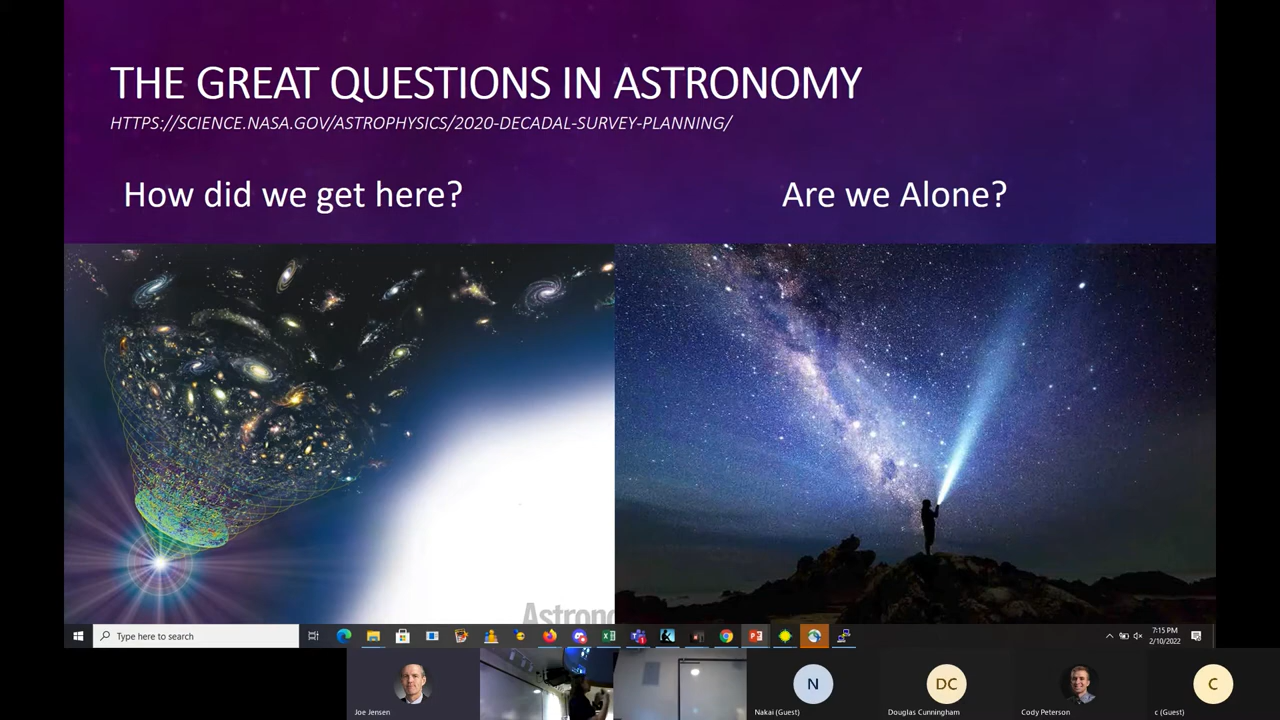 THE GREAT QUESTIONS IN ASTRONOMY
HTTPS://SCIENCE.NASA.GOV/ASTROPHYSICS/2020-DECADAL-SURVEY-PLANNING/
How did we get here?
Are we Alone?
Astrono
Type here to search
7:15 PM
2/10/2022
Joe Jensen
N
Nakai (Guest)
DC
Douglas Cunningham
Cody Peterson
C
c (Guest)